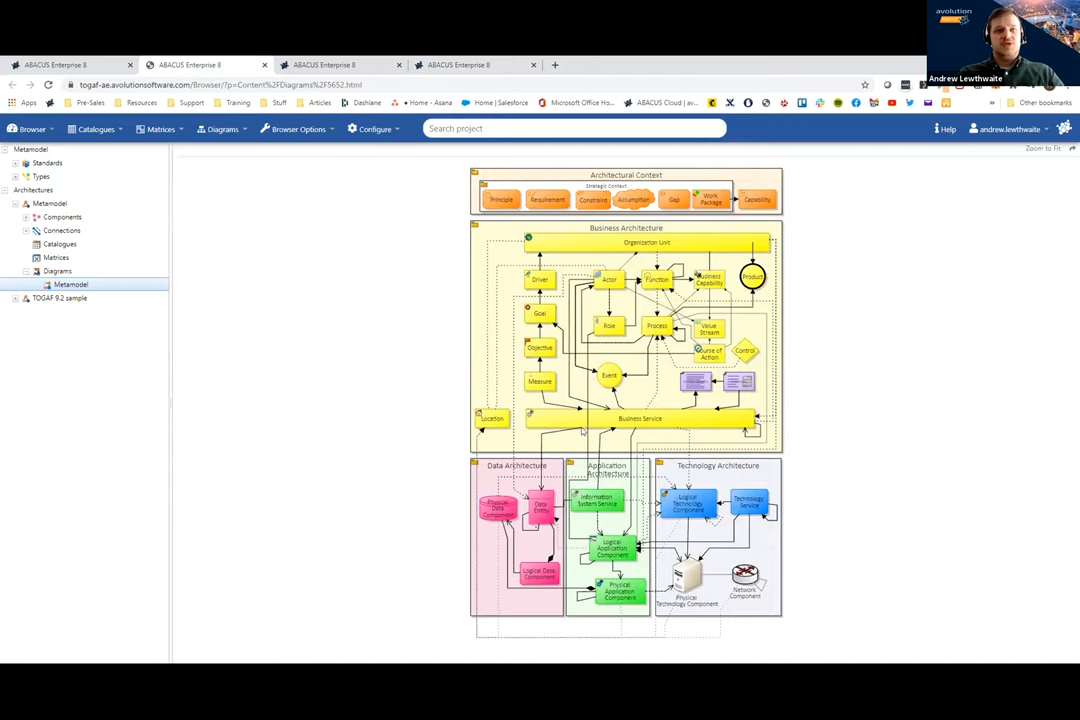 avolution
Andrew Lewthwaite
ABACUS Enterprise 8
ABACUS Enterprise 8
ABACUS Enterprise 8
ABACUS Enterprise 8
togaf-ae.avolutionsoftware.com/Browser/?p=Content%2FDiagrams%2F5652.html
Apps
Pre-Sales
Resources
Support
Training
Stuff
Articles
Dashlane
Home - Asana
Home | Salesforce
Microsoft Office Ho...
ABACUS Cloud | av...
Other bookmarks
Browser
Catalogues
Matrices
Diagrams
Browser Options
Configure
Search project
Help
andrew.lewthwaite
Zoom to Fit
Metamodel
Standards
Types
Architectures
Metamodel
Components
Connections
Catalogues
Matrices
Diagrams
Metamodel
TOGAF 9.2 sample
Architectural Context
Strategic Context
Principle
Requirement
Constraint
Assumption
Gap
Work
Package
Capability
Business Architecture
Organization Unit
Driver
Actor
Function
Business
Capability
Product
Goal
Role
Process
Value
Stream
Objective
Course of
Action
Control
Event
Measure
Location
Business Service
Data Architecture
Application
Architecture
Technology Architecture
Physical
Data
Component
Data
Entity
Information
System Service
Logical
Technology
Component
Technology
Service
Logical
Application
Component
Logical Data
Component
Physical
Application
Component
Physical
Technology Component
Network
Component